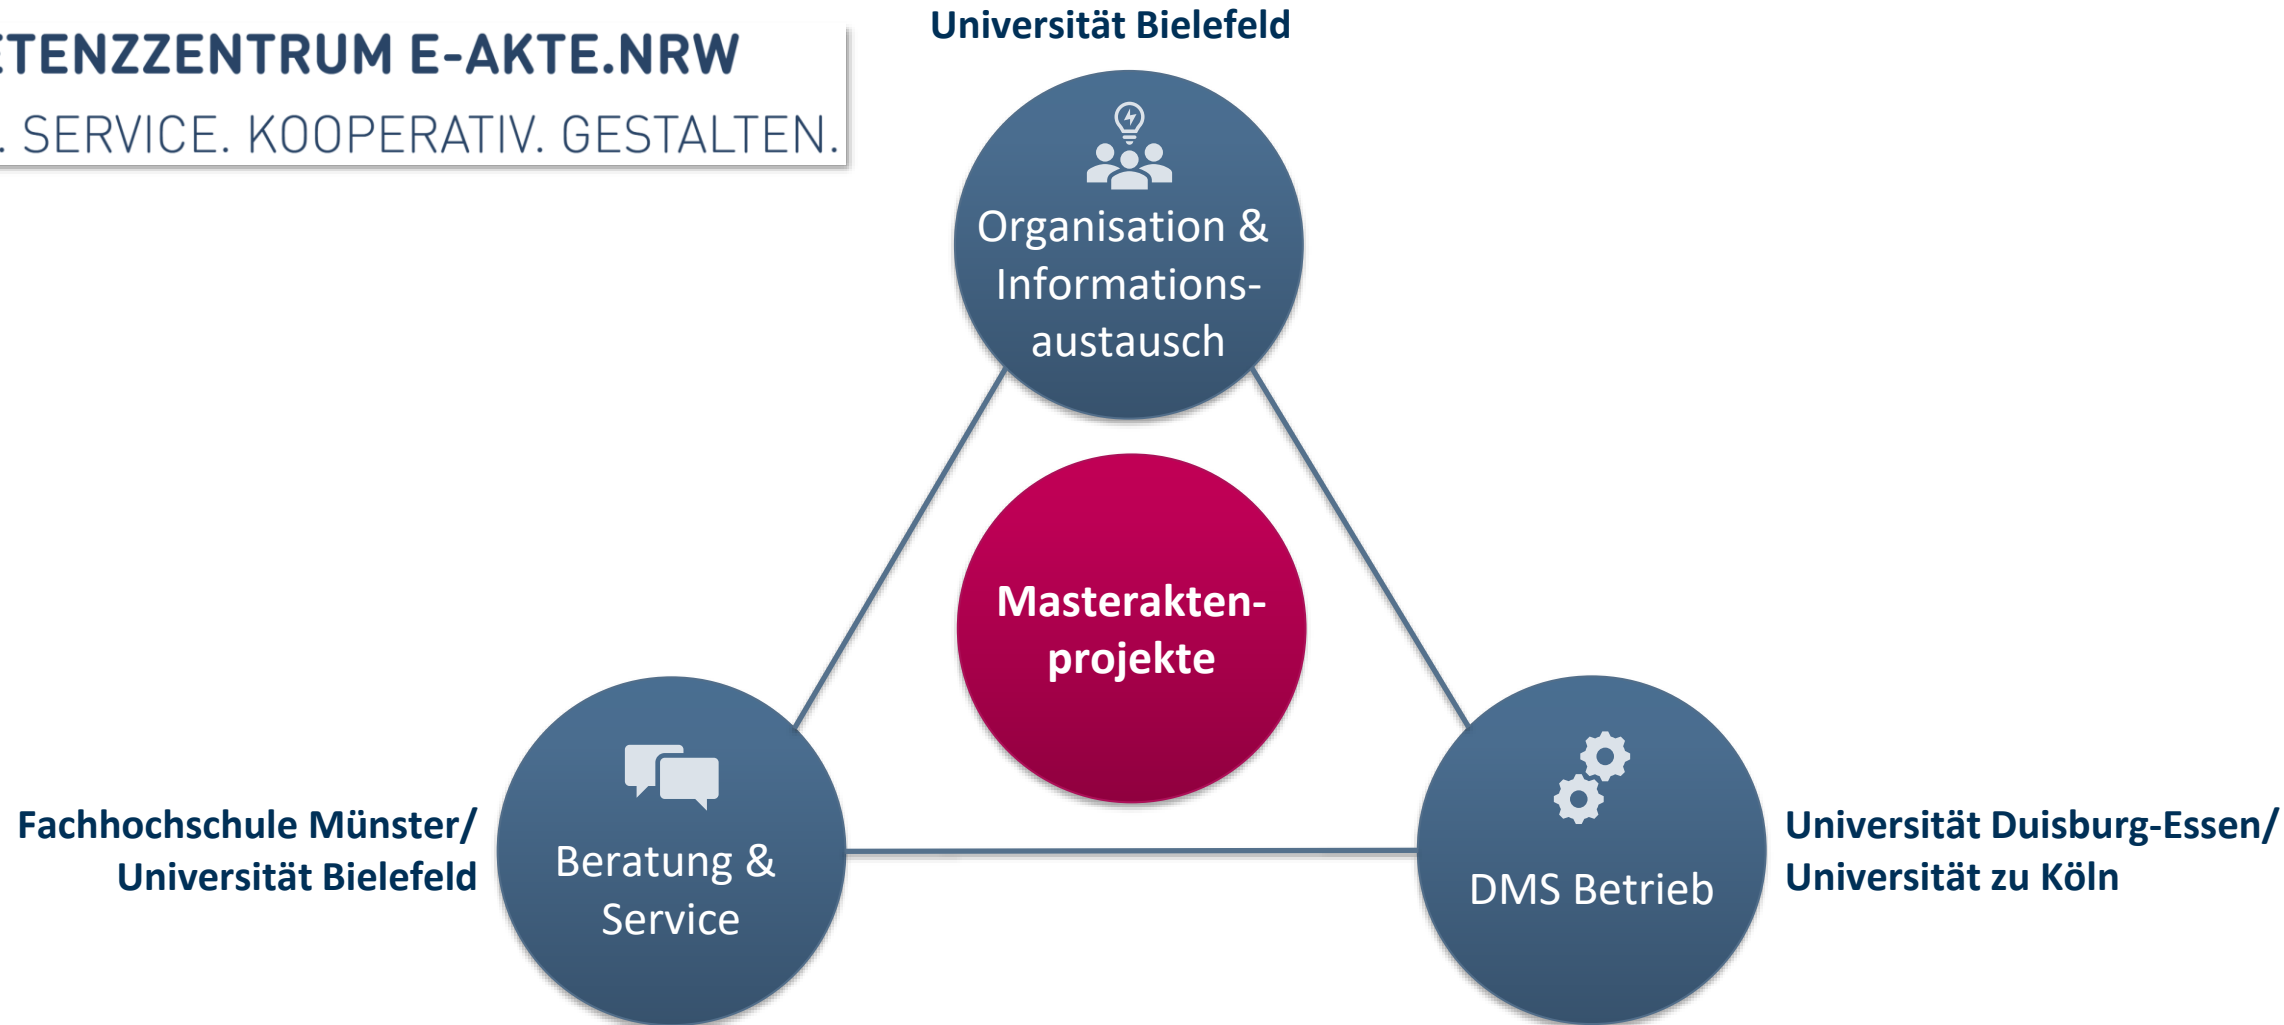 Universität Bielefeld
ETENZZENTRUM E-AKTE.NRW
. SERVICE. KOOPERATIV. GESTALTEN.
Organisation &
Informations-
austausch
Masterakten-
projekte
Fachhochschule Münster/
Universität Bielefeld
Beratung &
Service
DMS Betrieb
Universität Duisburg-Essen/
Universität zu Köln